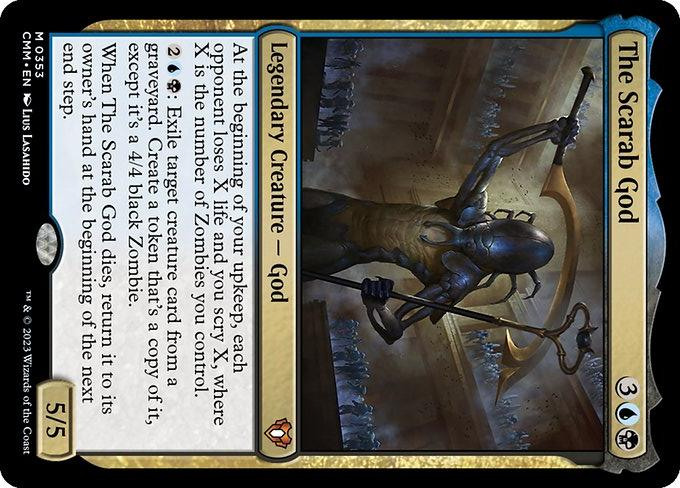 The Scarab God 3
Legendary Creature — God
At the beginning of your upkeep, each
opponent loses X life and you scry X, where
X is the number of Zombies you control.
2: Exile target creature card from a
graveyard. Create a token that's a copy of it,
except it's a 4/4 black Zombie.
When The Scarab God dies, return it to its
owner's hand at the beginning of the next
end step.
5/5
M 0353
CMM • EN Lius Lasahido
™ & © 2023 Wizards of the Coast